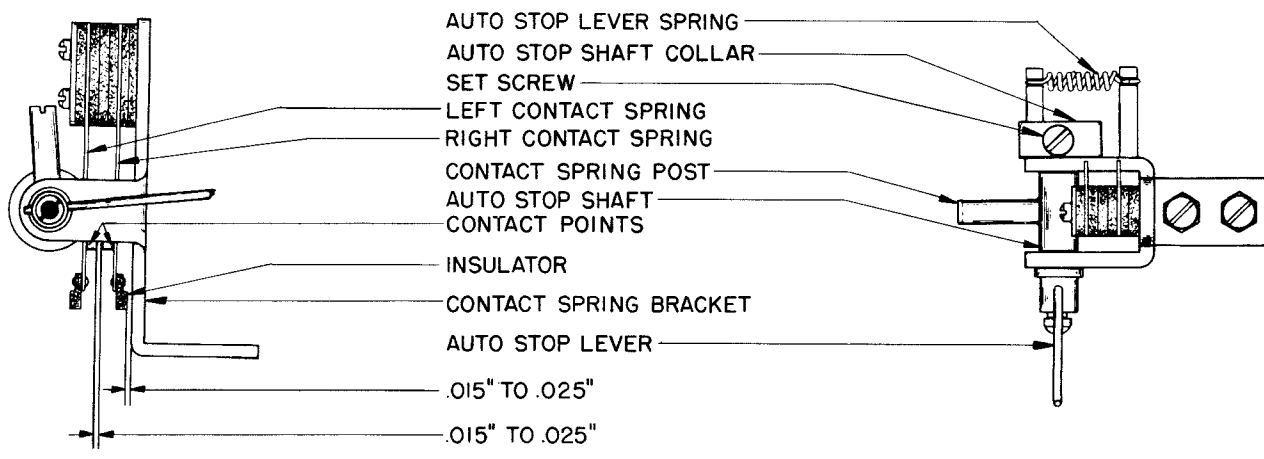 AUTO STOP LEVER SPRING
AUTO STOP SHAFT COLLAR
SET SCREW
LEFT CONTACT SPRING
RIGHT CONTACT SPRING
CONTACT SPRING POST
AUTO STOP SHAFT
CONTACT POINTS
INSULATOR
CONTACT SPRING BRACKET
AUTO STOP LEVER
.015" TO .025"
.015" TO .025"